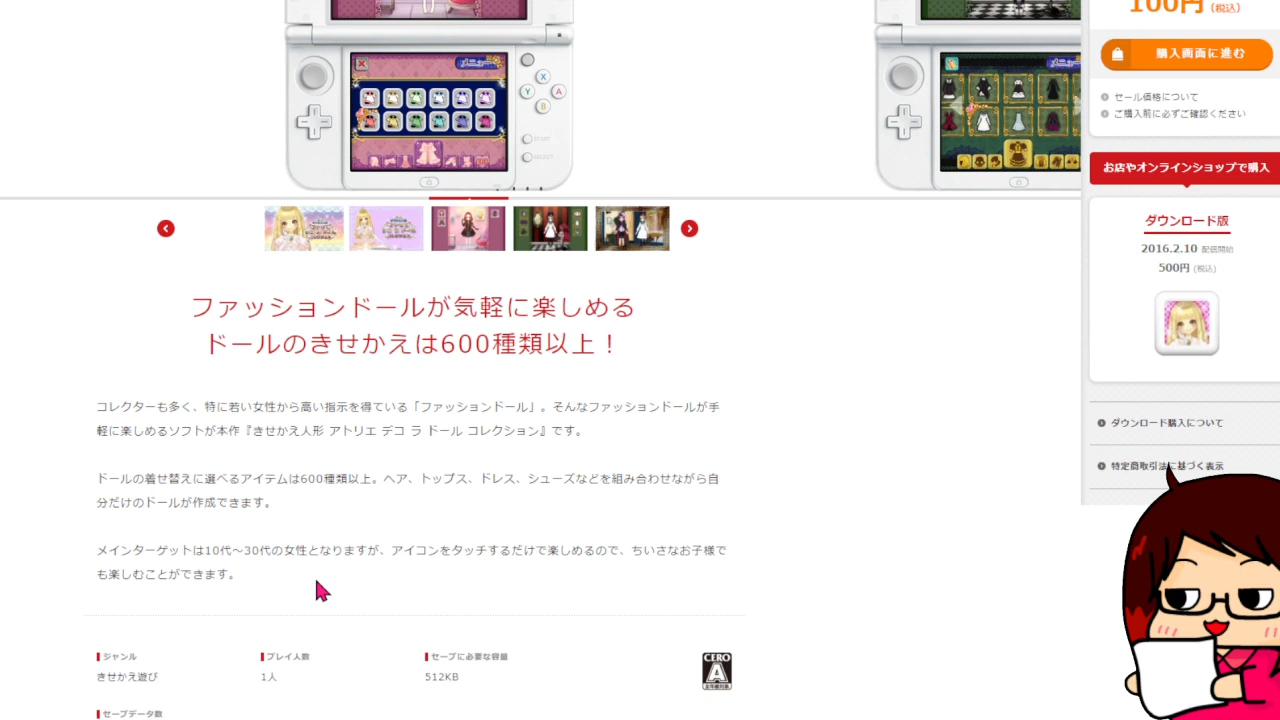 100円(税込)
購入画面に進む
セール価格について
ご購入前に必ずご確認ください
メニュー
X
Y
A
B
START
SELECT
メニュー
お店やオンラインショップで購入
ダウンロード版
2016.2.10 配信開始
500円 (税込)
ファッションドールが気軽に楽しめる
ドールのきせかえは600種類以上！
コレクターも多く、特に若い女性から高い指示を得ている「ファッションドール」。そんなファッションドールが手
軽に楽しめるソフトが本作『きせかえ人形 アトリエ デコ ラ ドール コレクション』です。
ダウンロード購入について
特定商取引法に基づく表示
ドールの着せ替えに選べるアイテムは600種類以上。ヘア、トップス、ドレス、シューズなどを組み合わせながら自
分だけのドールが作成できます。
メインターゲットは10代～30代の女性となりますが、アイコンをタッチするだけで楽しめるので、ちいさなお子様で
も楽しむことができます。
ジャンル
きせかえ遊び
プレイ人数
1人
セーブに必要な容量
512KB
CERO
A
全年齢対象
セーブデータ数